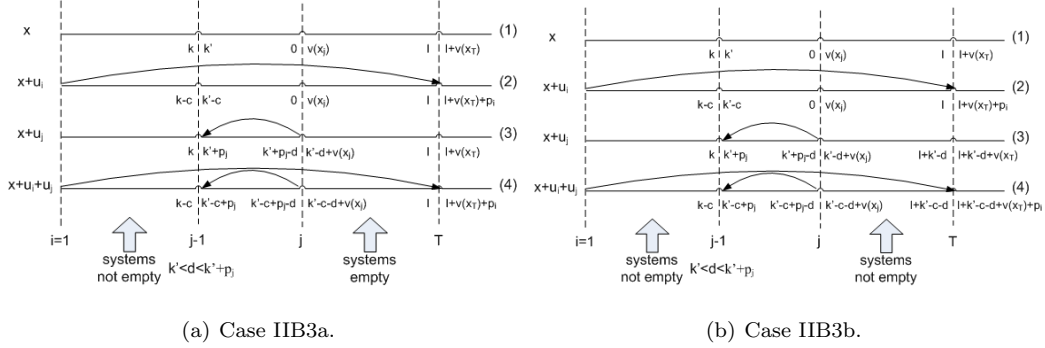 x (1)
k k' 0 v(xj) l l+v(xT)
x+ui (2)
k-c k'-c 0 v(xj) l l+v(xT)+pi
x+uj (3)
k k'+pj k'+pj-d k'-d+v(xj) l l+v(xT)
x+ui+uj (4)
k-c k'-c+pj k'-c+pj-d k'-c-d+v(xj) l l+v(xT)+pi
i=1 j-1 j T
systems not empty
k'<d<k'+pj
systems empty
(a) Case IIB3a.
x (1)
k k' 0 v(xj) l l+v(xT)
x+ui (2)
k-c k'-c 0 v(xj) l l+v(xT)+pi
x+uj (3)
k k'+pj k'+pj-d k'-d+v(xj) l+k'-d l+k'-d+v(xT)
x+ui+uj (4)
k-c k'-c+pj k'-c+pj-d k'-c-d+v(xj) l+k'-c-d l+k'-c-d+v(xT)+pi
i=1 j-1 j T
systems not empty
k'<d<k'+pj
systems not empty
(b) Case IIB3b.